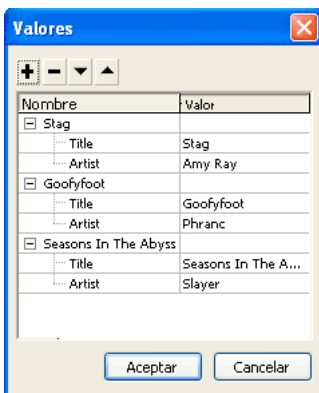 Valores
Nombre Valor
Stag
Title Stag
Artist Amy Ray
Goofyfoot
Title Goofyfoot
Artist Phranc
Seasons In The Abyss
Title Seasons In The A...
Artist Slayer
Aceptar Cancelar